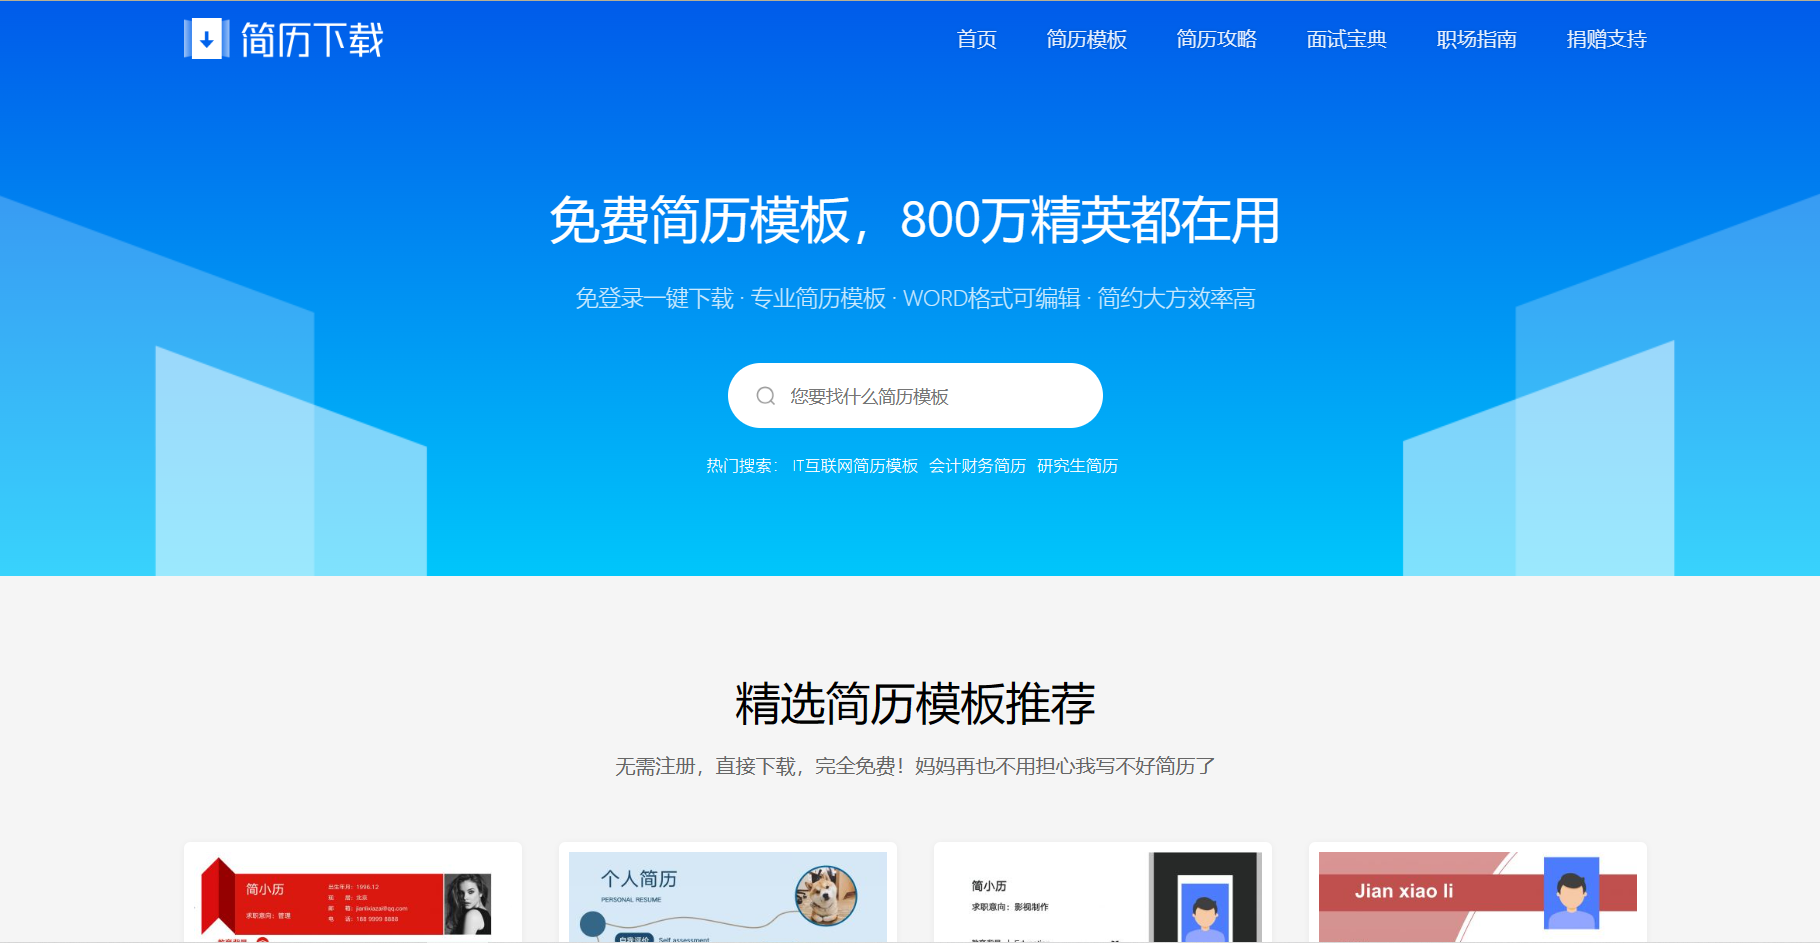 简历下载
首页 简历模板 简历攻略 面试宝典 职场指南 捐赠支持
免费简历模板，800万精英都在用
免登录一键下载 · 专业简历模板 · WORD格式可编辑 · 简约大方效率高
您要找什么简历模板
热门搜索： IT互联网简历模板 会计财务简历 研究生简历
精选简历模板推荐
无需注册，直接下载，完全免费！妈妈再也不用担心我写不好简历了
简小历
求职意向：管理
出生年月：1996.12
现 居：北京
邮 箱：jianlixiazai@qq.com
电 话：188 9999 8888
个人简历
PERSONAL RESUME
自我评价 Self assessment
简小历
求职意向：影视制作
Jian xiao li